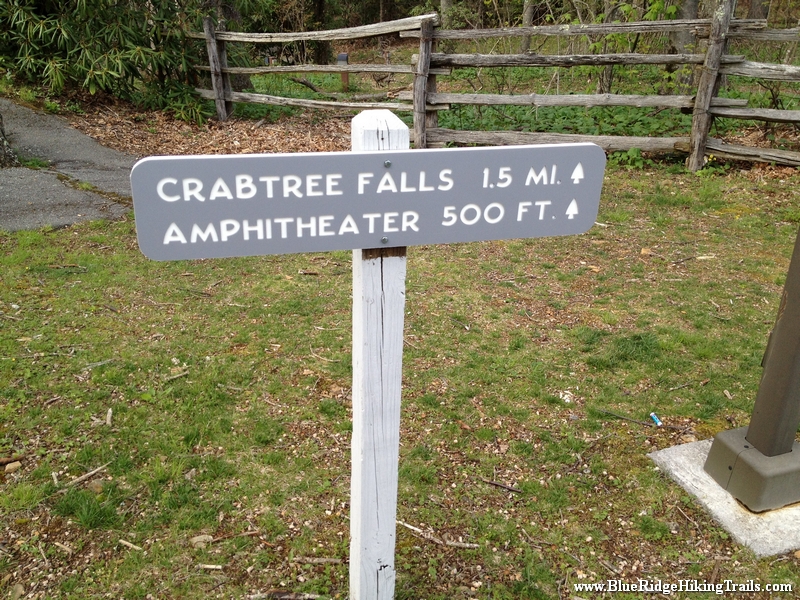 CRABTREE FALLS 1.5 MI.
AMPHITHEATER 500 FT.
www.BlueRidgeHikingTrails.com